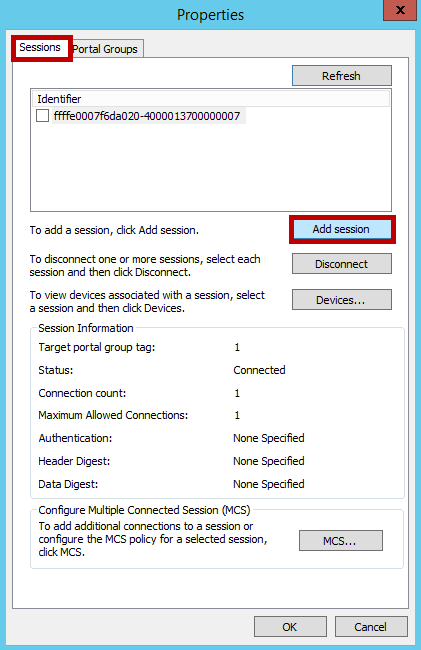 Properties
x
Sessions Portal Groups
Refresh
Identifier
ffffe0007f6da020-4000013700000007
To add a session, click Add session.
Add session
To disconnect one or more sessions, select each
session and then click Disconnect.
Disconnect
To view devices associated with a session, select
a session and then click Devices.
Devices...
Session Information
Target portal group tag: 1
Status: Connected
Connection count: 1
Maximum Allowed Connections: 1
Authentication: None Specified
Header Digest: None Specified
Data Digest: None Specified
Configure Multiple Connected Session (MCS)
To add additional connections to a session or
configure the MCS policy for a selected session,
click MCS.
MCS...
OK Cancel